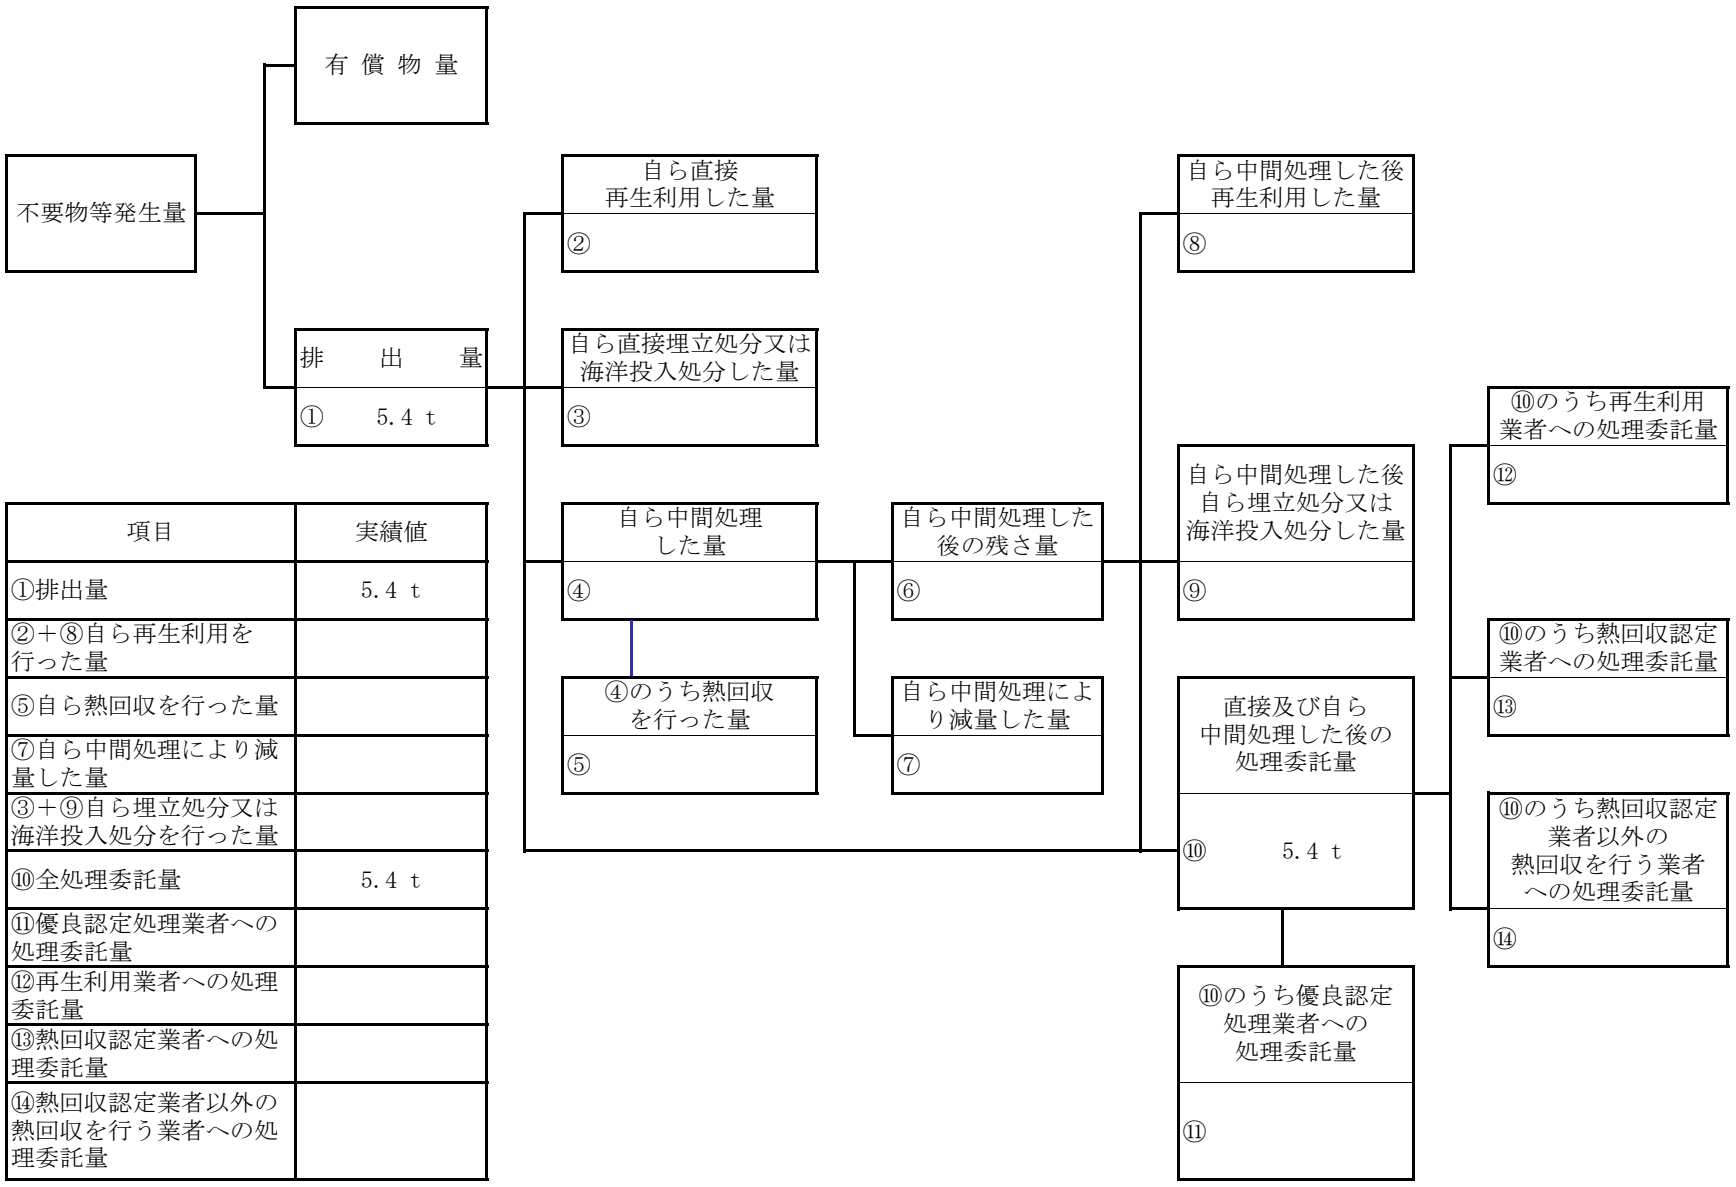 有償物量
不要物等発生量
排出量
① 5.4 t
自ら直接
再生利用した量
②
自ら直接埋立処分又は
海洋投入処分した量
③
自ら中間処理
した量
④
④のうち熱回収
を行った量
⑤
自ら中間処理した
後の残さ量
⑥
自ら中間処理によ
り減量した量
⑦
自ら中間処理した後
再生利用した量
⑧
自ら中間処理した後
自ら埋立処分又は
海洋投入処分した量
⑨
直接及び自ら
中間処理した後の
処理委託量
⑩ 5.4 t
⑩のうち優良認定
処理業者への
処理委託量
⑪
⑩のうち再生利用
業者への処理委託量
⑫
⑩のうち熱回収認定
業者への処理委託量
⑬
⑩のうち熱回収認定
業者以外の
熱回収を行う業者
への処理委託量
⑭
項目 実績値
①排出量 5.4 t
②+⑧自ら再生利用を
行った量
⑤自ら熱回収を行った量
⑦自ら中間処理により減
量した量
③+⑨自ら埋立処分又は
海洋投入処分を行った量
⑩全処理委託量 5.4 t
⑪優良認定処理業者への
処理委託量
⑫再生利用業者への処理
委託量
⑬熱回収認定業者への処
理委託量
⑭熱回収認定業者以外の
熱回収を行う業者への処
理委託量